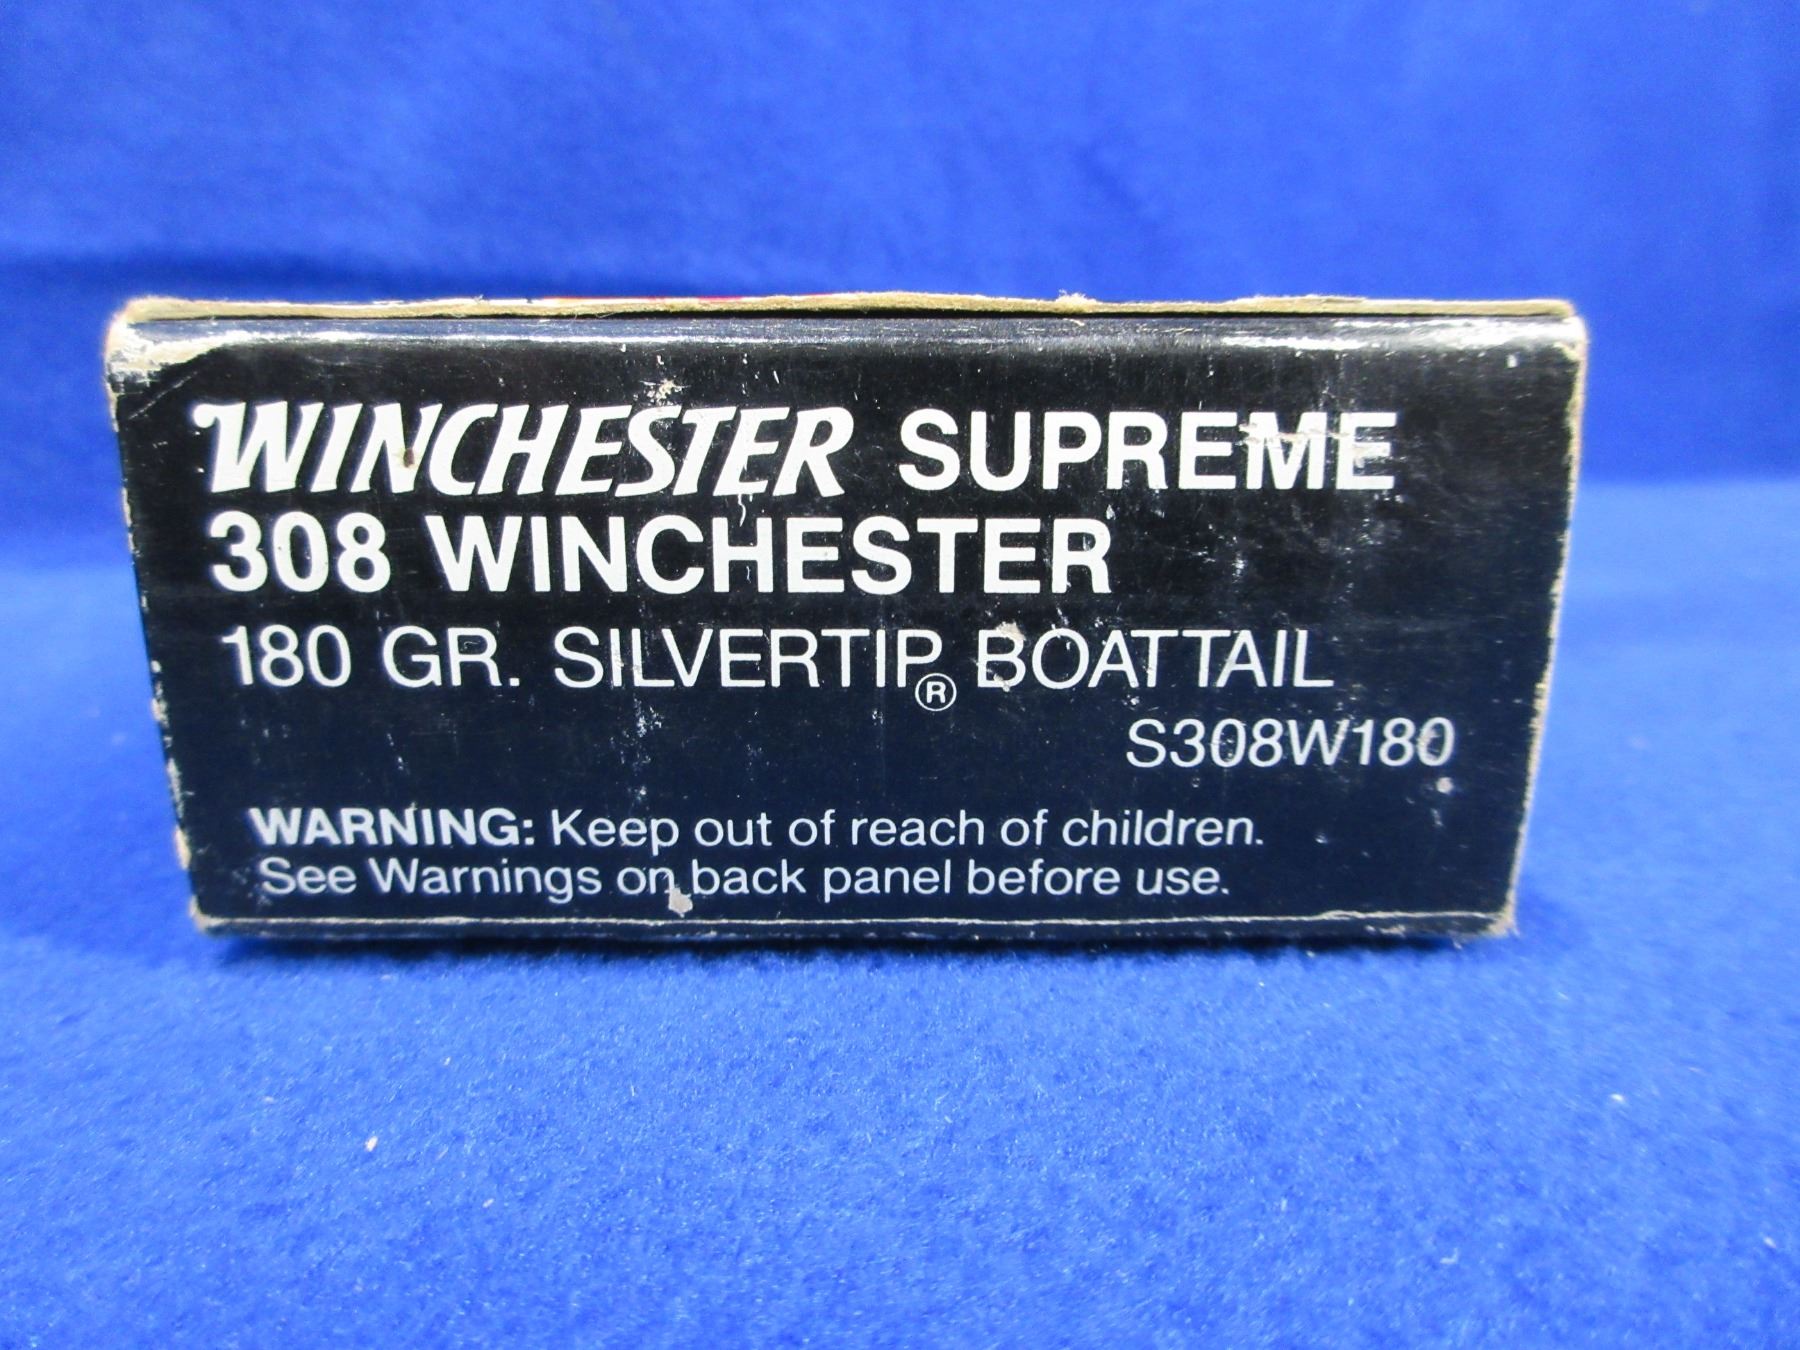 WINCHESTER SUPREME
308 WINCHESTER
180 GR. SILVERTIP® BOATTAIL
S308W180
WARNING: Keep out of reach of children.
See Warnings on back panel before use.